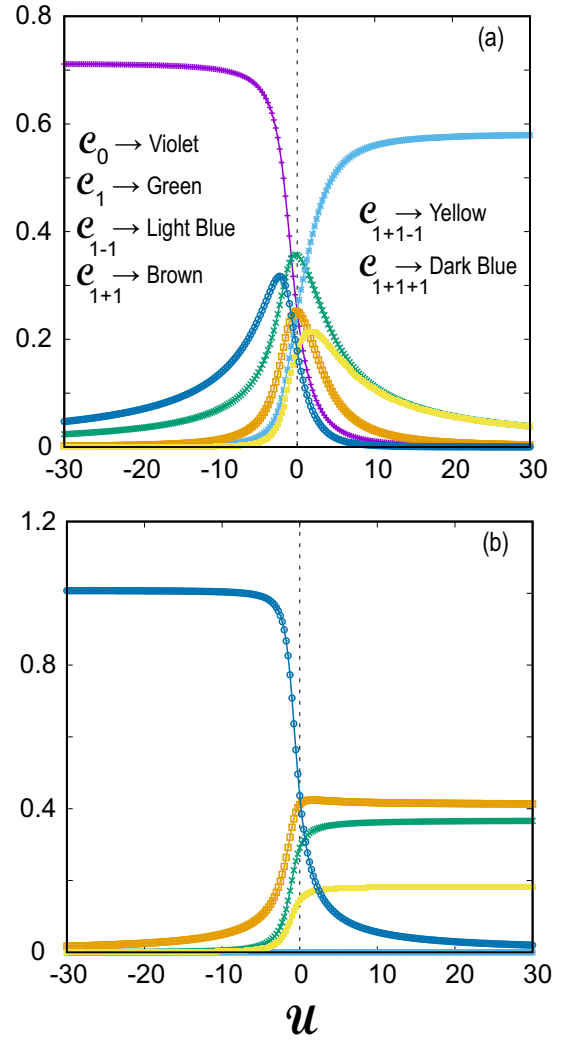 (a)
0.8
0.6
0.4
0.2
0
𝓒0 → Violet
𝓒1 → Green
𝓒1-1 → Light Blue
𝓒1+1 → Brown
𝓒1+1-1 → Yellow
𝓒1+1+1 → Dark Blue
-30 -20 -10 0 10 20 30
(b)
1.2
0.8
0.4
0
-30 -20 -10 0 10 20 30
𝓤